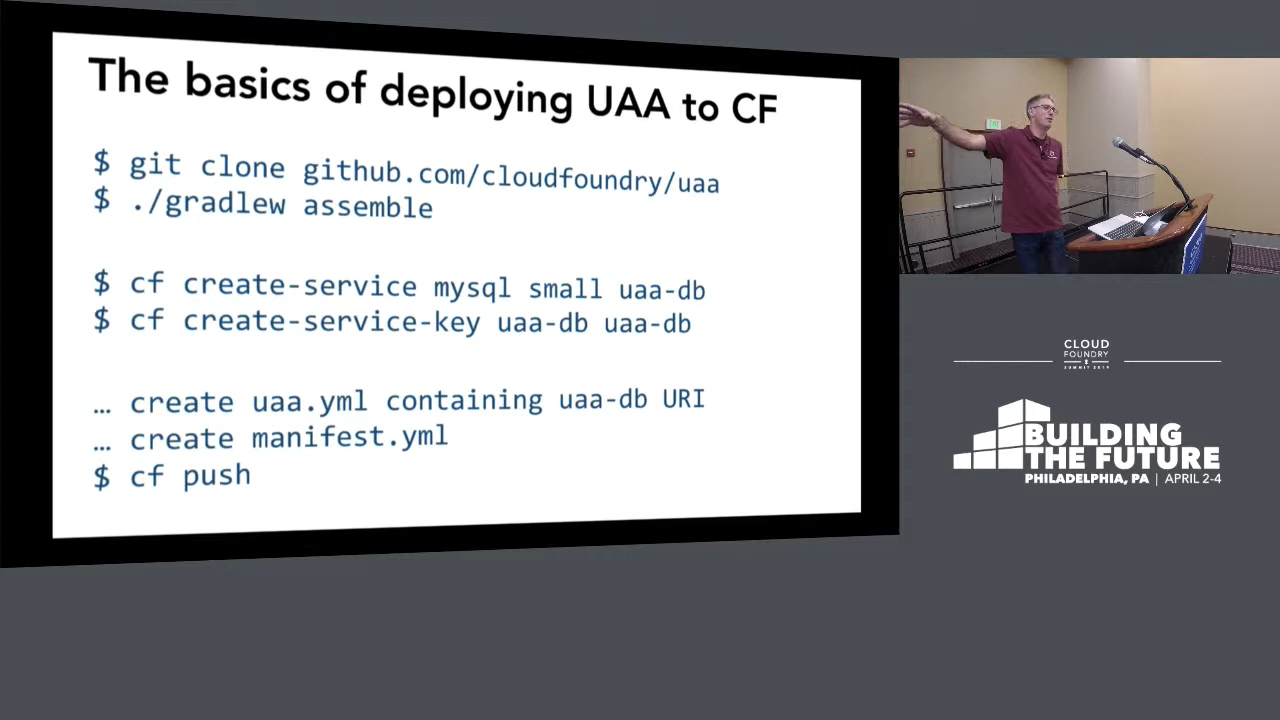 The basics of deploying UAA to CF
$ git clone github.com/cloudfoundry/uaa
$ ./gradlew assemble
$ cf create-service mysql small uaa-db
$ cf create-service-key uaa-db uaa-db
… create uaa.yml containing uaa-db URI
… create manifest.yml
$ cf push
CLOUD
FOUNDRY
SUMMIT 2019
BUILDING
THE FUTURE
PHILADELPHIA, PA | APRIL 2-4